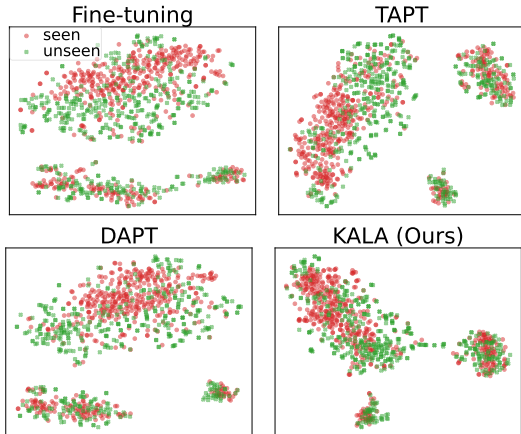 Fine-tuning
TAPT
seen
unseen
DAPT
KALA (Ours)